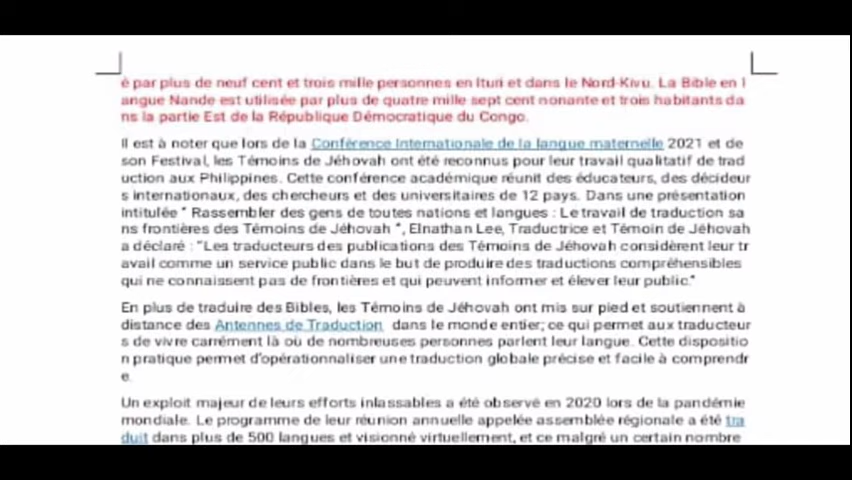 é par plus de neuf cent et trois mille personnes en Ituri et dans le Nord-Kivu. La Bible en l
angue Nande est utilisée par plus de quatre mille sept cent nonante et trois habitants da
ns la partie Est de la République Démocratique du Congo.
Il est à noter que lors de la Conférence Internationale de la langue maternelle 2021 et de
son Festival, les Témoins de Jéhovah ont été reconnus pour leur travail qualitatif de trad
uction aux Philippines. Cette conférence académique réunit des éducateurs, des décideur
s internationaux, des chercheurs et des universitaires de 12 pays. Dans une présentation
intitulée " Rassembler des gens de toutes nations et langues : Le travail de traduction sa
ns frontières des Témoins de Jéhovah ", Elnathan Lee, Traductrice et Témoin de Jéhovah
a déclaré : "Les traducteurs des publications des Témoins de Jéhovah considèrent leur tr
avail comme un service public dans le but de produire des traductions compréhensibles
qui ne connaissent pas de frontières et qui peuvent informer et élever leur public."
En plus de traduire des Bibles, les Témoins de Jéhovah ont mis sur pied et soutiennent à
distance des Antennes de Traduction dans le monde entier; ce qui permet aux traducteur
s de vivre carrément là où de nombreuses personnes parlent leur langue. Cette dispositio
n pratique permet d'opérationnaliser une traduction globale précise et facile à comprendr
e.
Un exploit majeur de leurs efforts inlassables a été observé en 2020 lors de la pandémie
mondiale. Le programme de leur réunion annuelle appelée assemblée régionale a été tra
duit dans plus de 500 langues et visionné virtuellement, et ce malgré un certain nombre